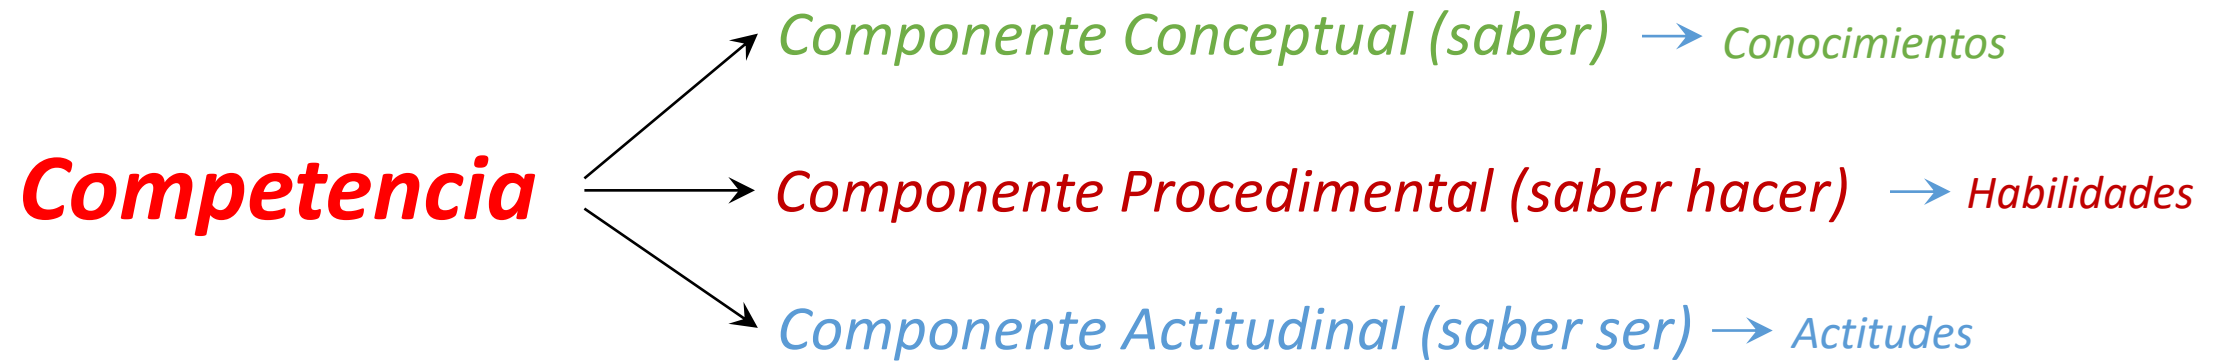 Componente Conceptual (saber) → Conocimientos
Competencia
Componente Procedimental (saber hacer) → Habilidades
Componente Actitudinal (saber ser) → Actitudes